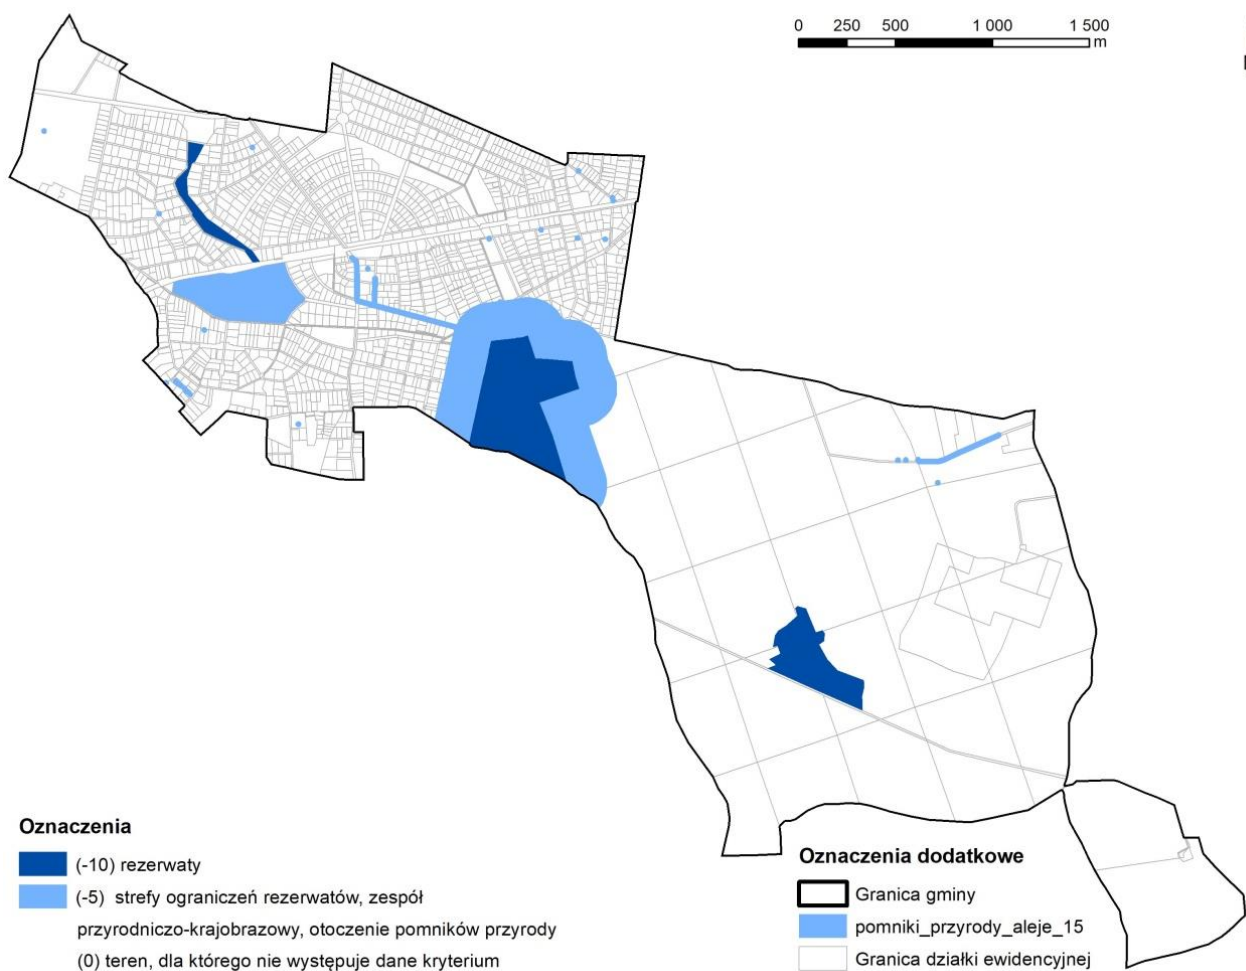 0 250 500 1 000 1 500
m
Oznaczenia
(-10) rezerwaty
(-5) strefy ograniczeń rezerwatów, zespół
przyrodniczo-krajobrazowy, otoczenie pomników przyrody
(0) teren, dla którego nie występuje dane kryterium
Oznaczenia dodatkowe
Granica gminy
pomniki_przyrody_aleje_15
Granica działki ewidencyjnej